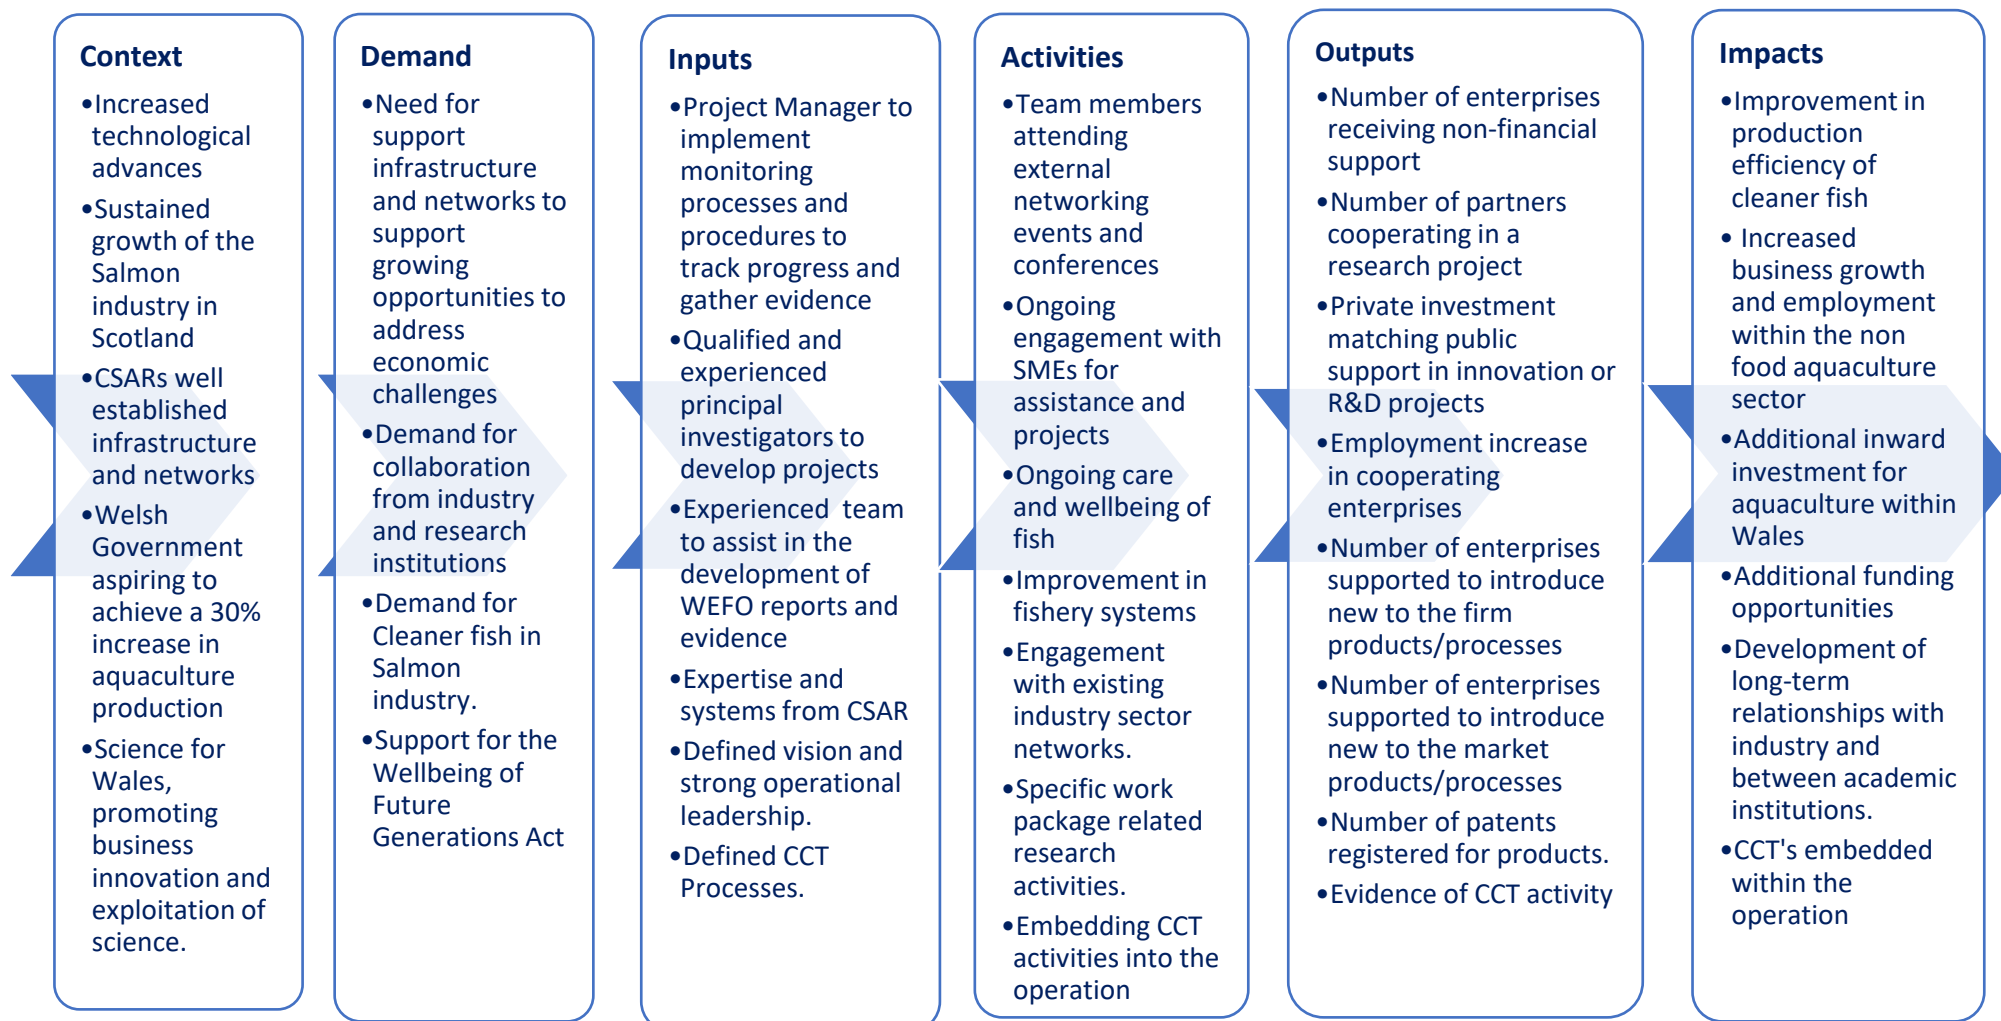 Context
•Increased
technological
advances
•Sustained
growth of the
Salmon
industry in
Scotland
•CSARs well
established
infrastructure
and networks
•Welsh
Government
aspiring to
achieve a 30%
increase in
aquaculture
production
•Science for
Wales,
promoting
business
innovation and
exploitation of
science.
Demand
•Need for
support
infrastructure
and networks to
support
growing
opportunities to
address
economic
challenges
•Demand for
collaboration
from industry
and research
institutions
•Demand for
Cleaner fish in
Salmon
industry.
•Support for the
Wellbeing of
Future
Generations Act
Inputs
•Project Manager to
implement
monitoring
processes and
procedures to
track progress and
gather evidence
•Qualified and
experienced
principal
investigators to
develop projects
•Experienced team
to assist in the
development of
WEFO reports and
evidence
•Expertise and
systems from CSAR
•Defined vision and
strong operational
leadership.
•Defined CCT
Processes.
Activities
•Team members
attending
external
networking
events and
conferences
•Ongoing
engagement with
SMEs for
assistance and
projects
•Ongoing care
and wellbeing of
fish
•Improvement in
fishery systems
•Engagement
with existing
industry sector
networks.
•Specific work
package related
research
activities.
•Embedding CCT
activities into the
operation
Outputs
•Number of enterprises
receiving non-financial
support
•Number of partners
cooperating in a
research project
•Private investment
matching public
support in innovation or
R&D projects
•Employment increase
in cooperating
enterprises
•Number of enterprises
supported to introduce
new to the firm
products/processes
•Number of enterprises
supported to introduce
new to the market
products/processes
•Number of patents
registered for products.
•Evidence of CCT activity
Impacts
•Improvement in
production
efficiency of
cleaner fish
• Increased
business growth
and employment
within the non
food aquaculture
sector
•Additional inward
investment for
aquaculture within
Wales
•Additional funding
opportunities
•Development of
long-term
relationships with
industry and
between academic
institutions.
•CCT's embedded
within the
operation